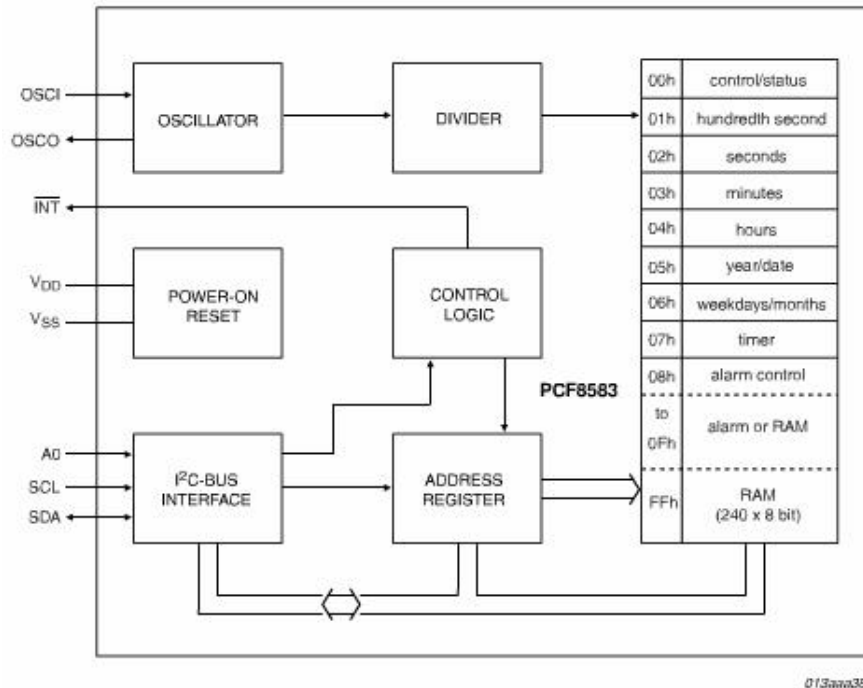 OSCI
OSCO
INT
VDD
VSS
A0
SCL
SDA
OSCILLATOR
DIVIDER
POWER-ON
RESET
CONTROL
LOGIC
PCF8583
I²C-BUS
INTERFACE
ADDRESS
REGISTER
00h control/status
01h hundredth second
02h seconds
03h minutes
04h hours
05h year/date
06h weekdays/months
07h timer
08h alarm control
to
0Fh
alarm or RAM
FFh
RAM
(240 x 8 bit)